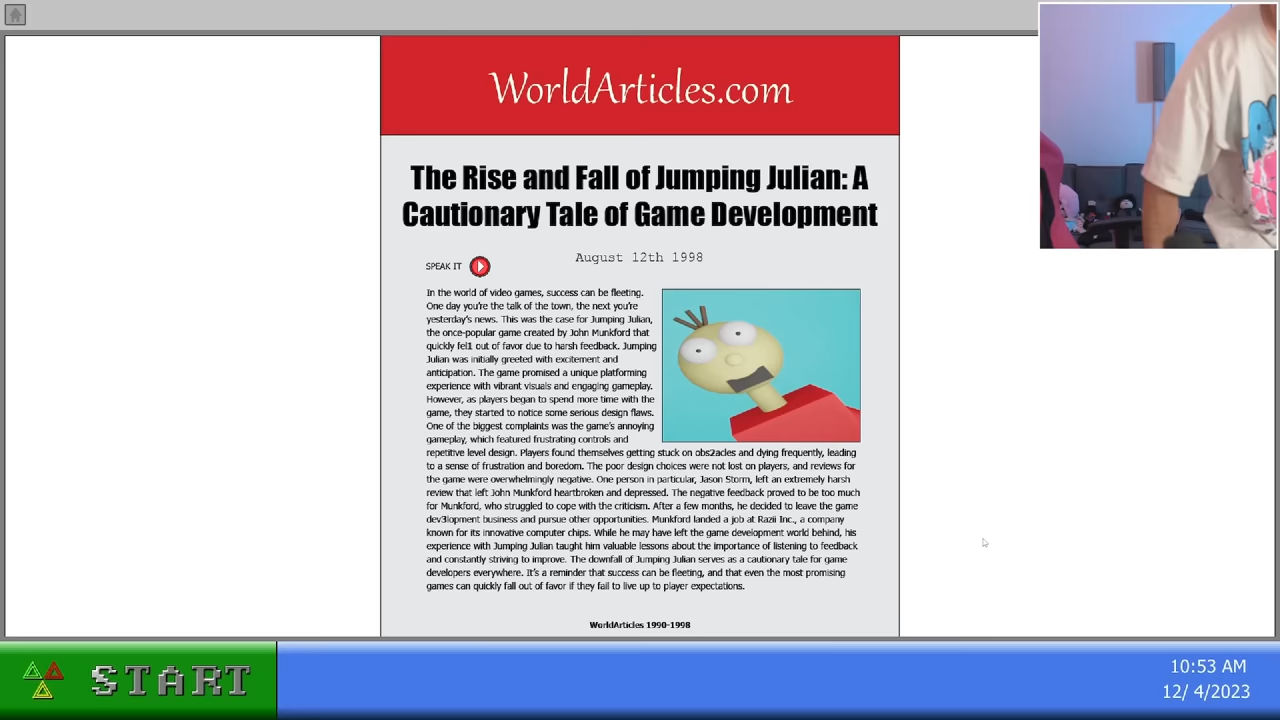 WorldArticles.com
The Rise and Fall of Jumping Julian: A
Cautionary Tale of Game Development
August 12th 1998
SPEAK IT
In the world of video games, success can be fleeting.
One day you're the talk of the town, the next you're
yesterday's news. This was the case for Jumping Julian,
the once-popular game created by John Munkford that
quickly fel1 out of favor due to harsh feedback. Jumping
Julian was initially greeted with excitement and
anticipation. The game promised a unique platforming
experience with vibrant visuals and engaging gameplay.
However, as players began to spend more time with the
game, they started to notice some serious design flaws.
One of the biggest complaints was the game's annoying
gameplay, which featured frustrating controls and
repetitive level design. Players found themselves getting stuck on obs2acles and dying frequently, leading
to a sense of frustration and boredom. The poor design choices were not lost on players, and reviews for
the game were overwhelmingly negative. One person in particular, Jason Storm, left an extremely harsh
review that left John Munkford heartbroken and depressed. The negative feedback proved to be too much
for Munkford, who struggled to cope with the criticism. After a few months, he decided to leave the game
dev3lopment business and pursue other opportunities. Munkford landed a job at Razii Inc., a company
known for its innovative computer chips. While he may have left the game development world behind, his
experience with Jumping Julian taught him valuable lessons about the importance of listening to feedback
and constantly striving to improve. The downfall of Jumping Julian serves as a cautionary tale for game
developers everywhere. It's a reminder that success can be fleeting, and that even the most promising
games can quickly fall out of favor if they fail to live up to player expectations.
WorldArticles 1990-1998
START
10:53 AM
12/ 4/2023